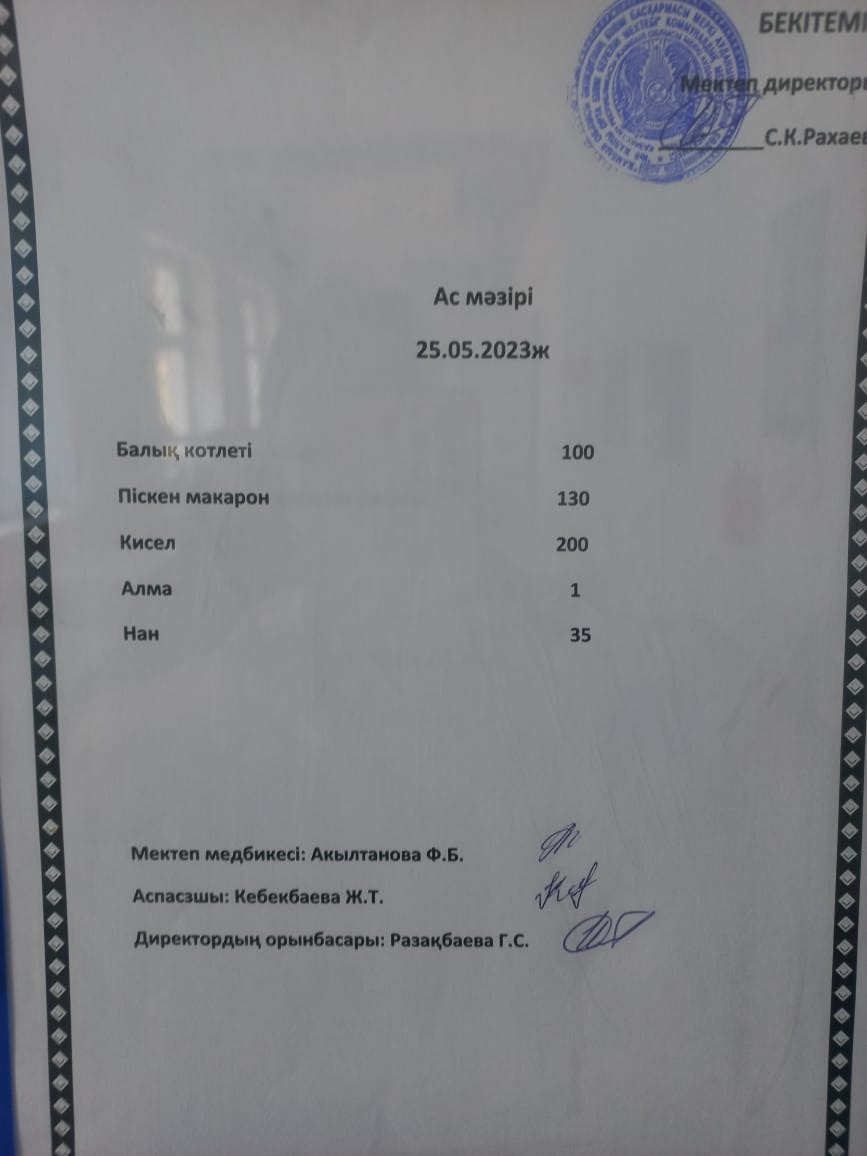 БЕКІТЕМІ
Мектеп директоры
С.К.Рахаев
Ас мәзірі
25.05.2023ж
Балық котлеті 100
Піскен макарон 130
Кисел 200
Алма 1
Нан 35
Мектеп медбикесі: Акылтанова Ф.Б.
Аспасзшы: Кебекбаева Ж.Т.
Директордың орынбасары: Разақбаева Г.С.